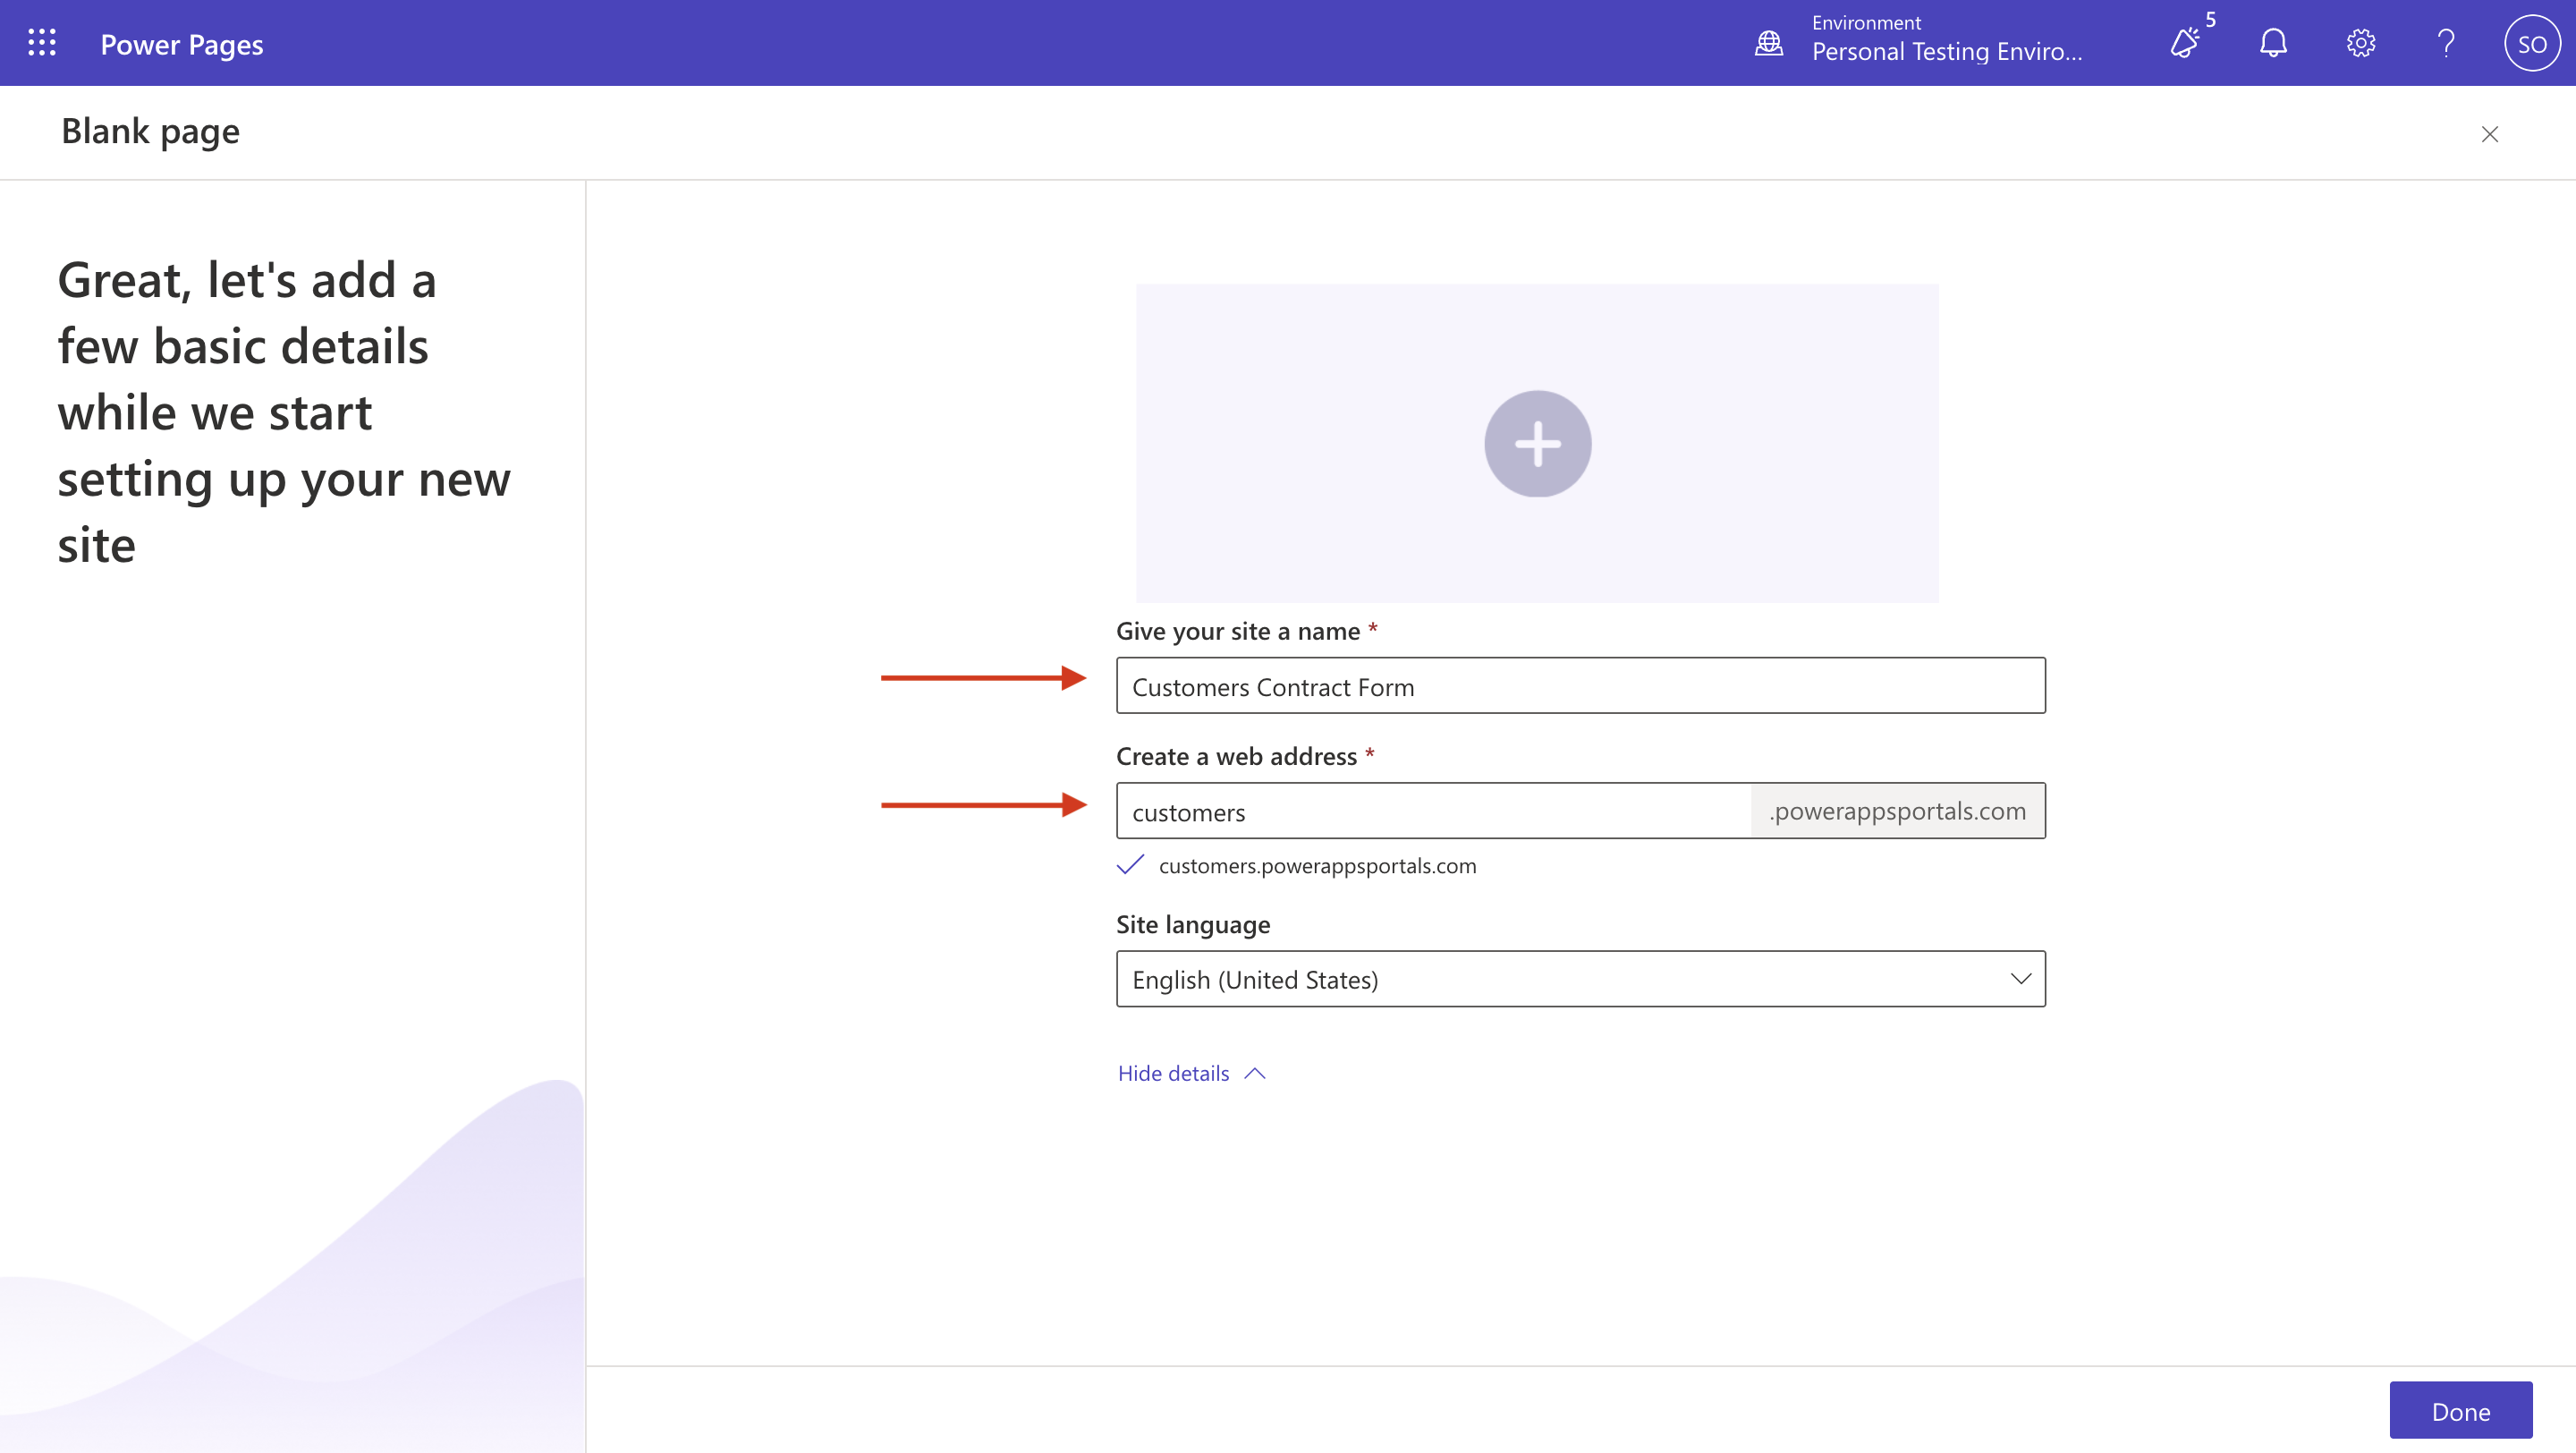 Power Pages
Environment
Personal Testing Enviro...
5
SO
Blank page
Great, let's add a
few basic details
while we start
setting up your new
site
Give your site a name *
Customers Contract Form
Create a web address *
customers
.powerappsportals.com
customers.powerappsportals.com
Site language
English (United States)
Hide details
Done